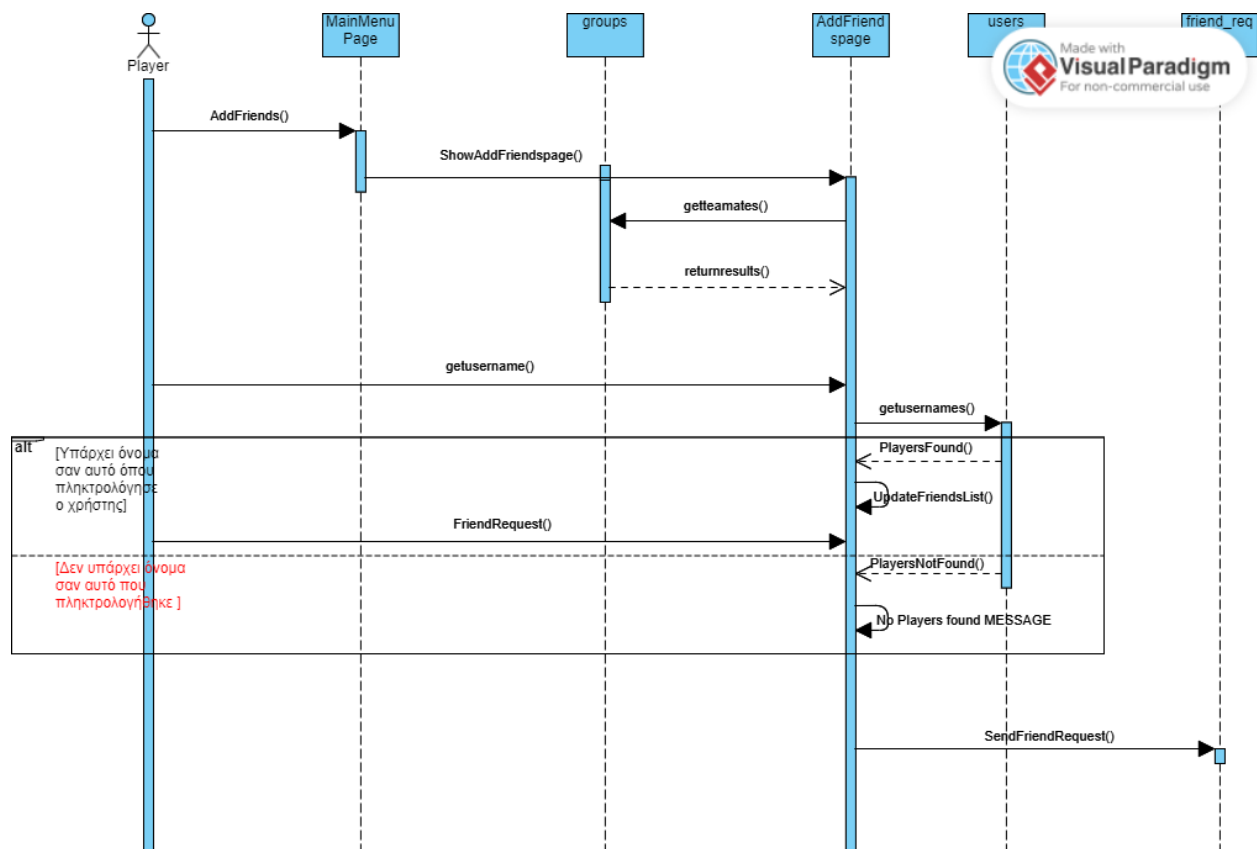 Player
MainMenu
Page
groups
AddFriend
spage
users
friend_req
Made with
Visual Paradigm
For non-commercial use
AddFriends()
ShowAddFriendspage()
getteamates()
returnresults()
getusername()
getusernames()
alt
[Υπάρχει όνομα
σαν αυτό όπου
πληκτρολόγησε
ο χρήστης]
PlayersFound()
UpdateFriendsList()
FriendRequest()
[Δεν υπάρχει όνομα
σαν αυτό που
πληκτρολογήθηκε ]
PlayersNotFound()
No Players found MESSAGE
SendFriendRequest()